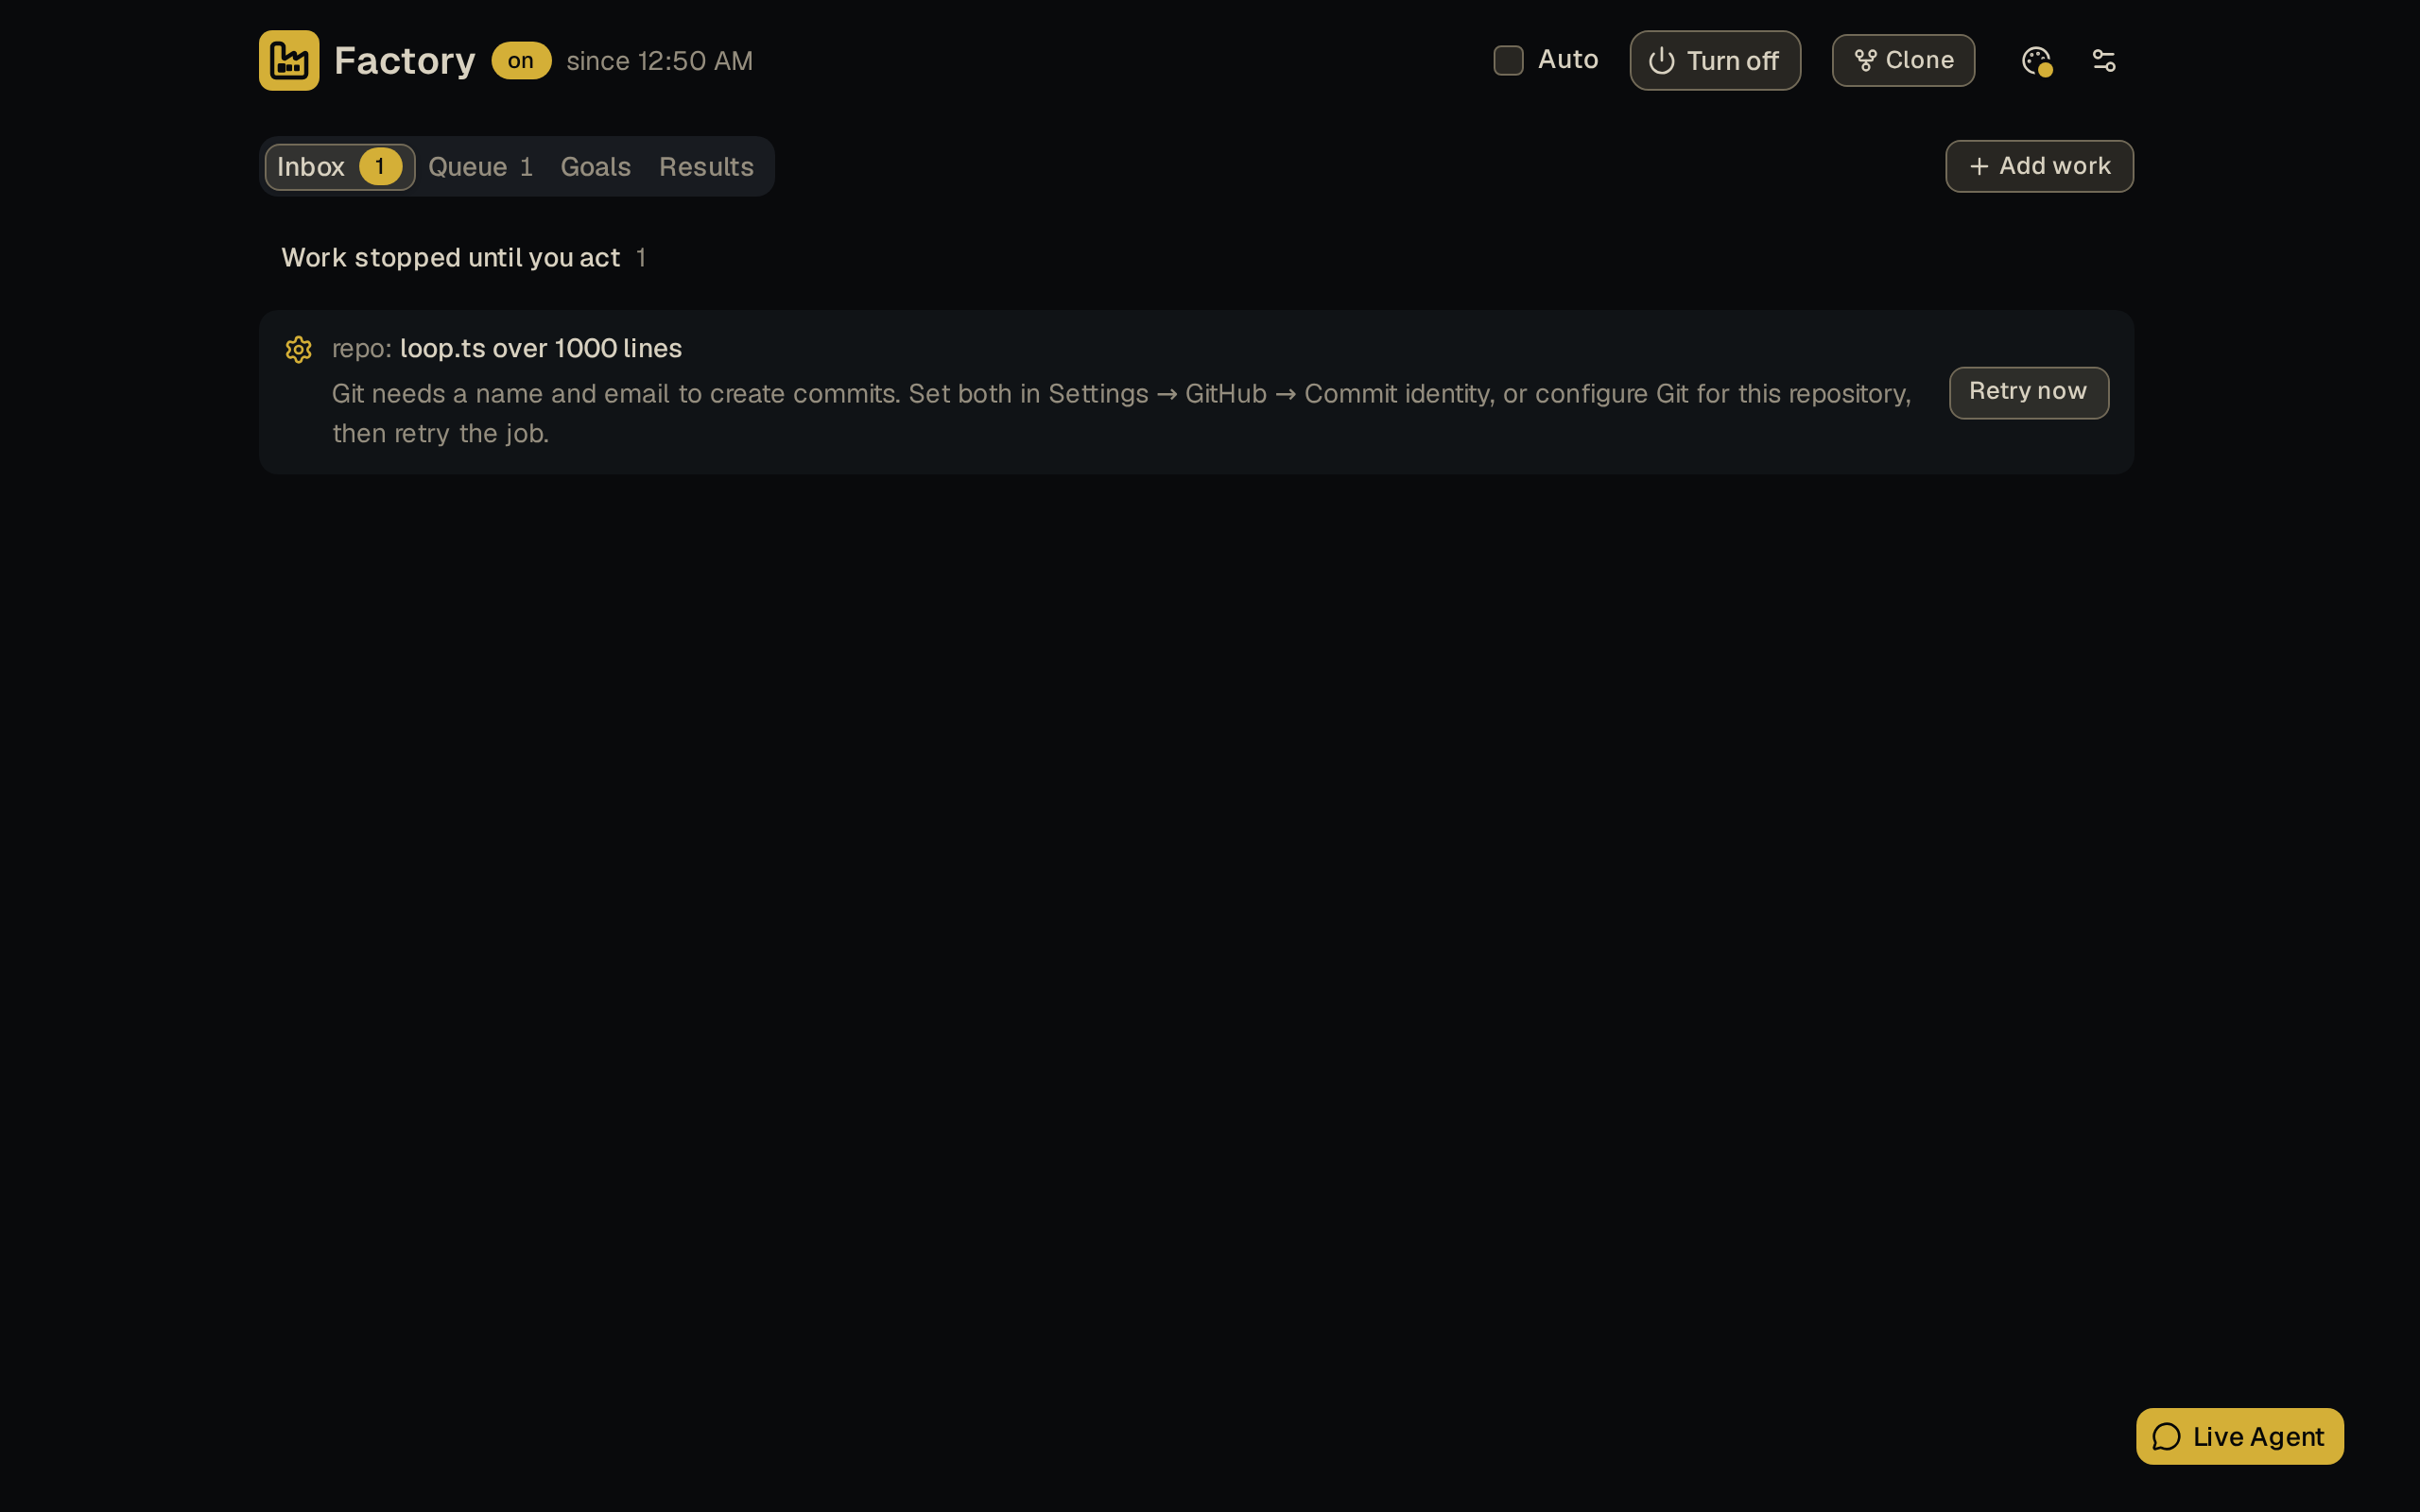 Factory on since 12:50 AM
Auto Turn off Clone
Inbox 1 Queue 1 Goals Results
+ Add work
Work stopped until you act 1
repo: loop.ts over 1000 lines
Git needs a name and email to create commits. Set both in Settings → GitHub → Commit identity, or configure Git for this repository,
then retry the job.
Retry now
Live Agent